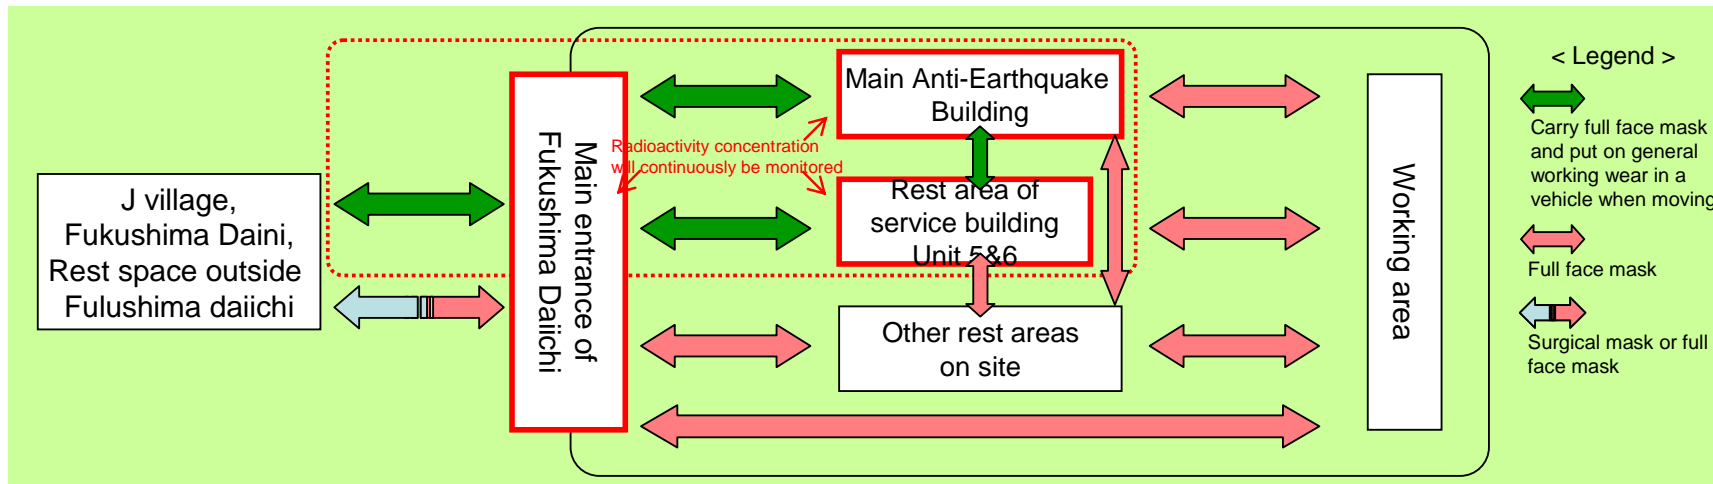 J village,
Fukushima Daini,
Rest space outside
Fulushima daiichi
Main entrance of
Fukushima Daiichi
Radioactivity concentration
will continuously be monitored
Main Anti-Earthquake
Building
Rest area of
service building
Unit 5&6
Other rest areas
on site
Working area
< Legend >
Carry full face mask
and put on general
working wear in a
vehicle when moving
Full face mask
Surgical mask or full
face mask